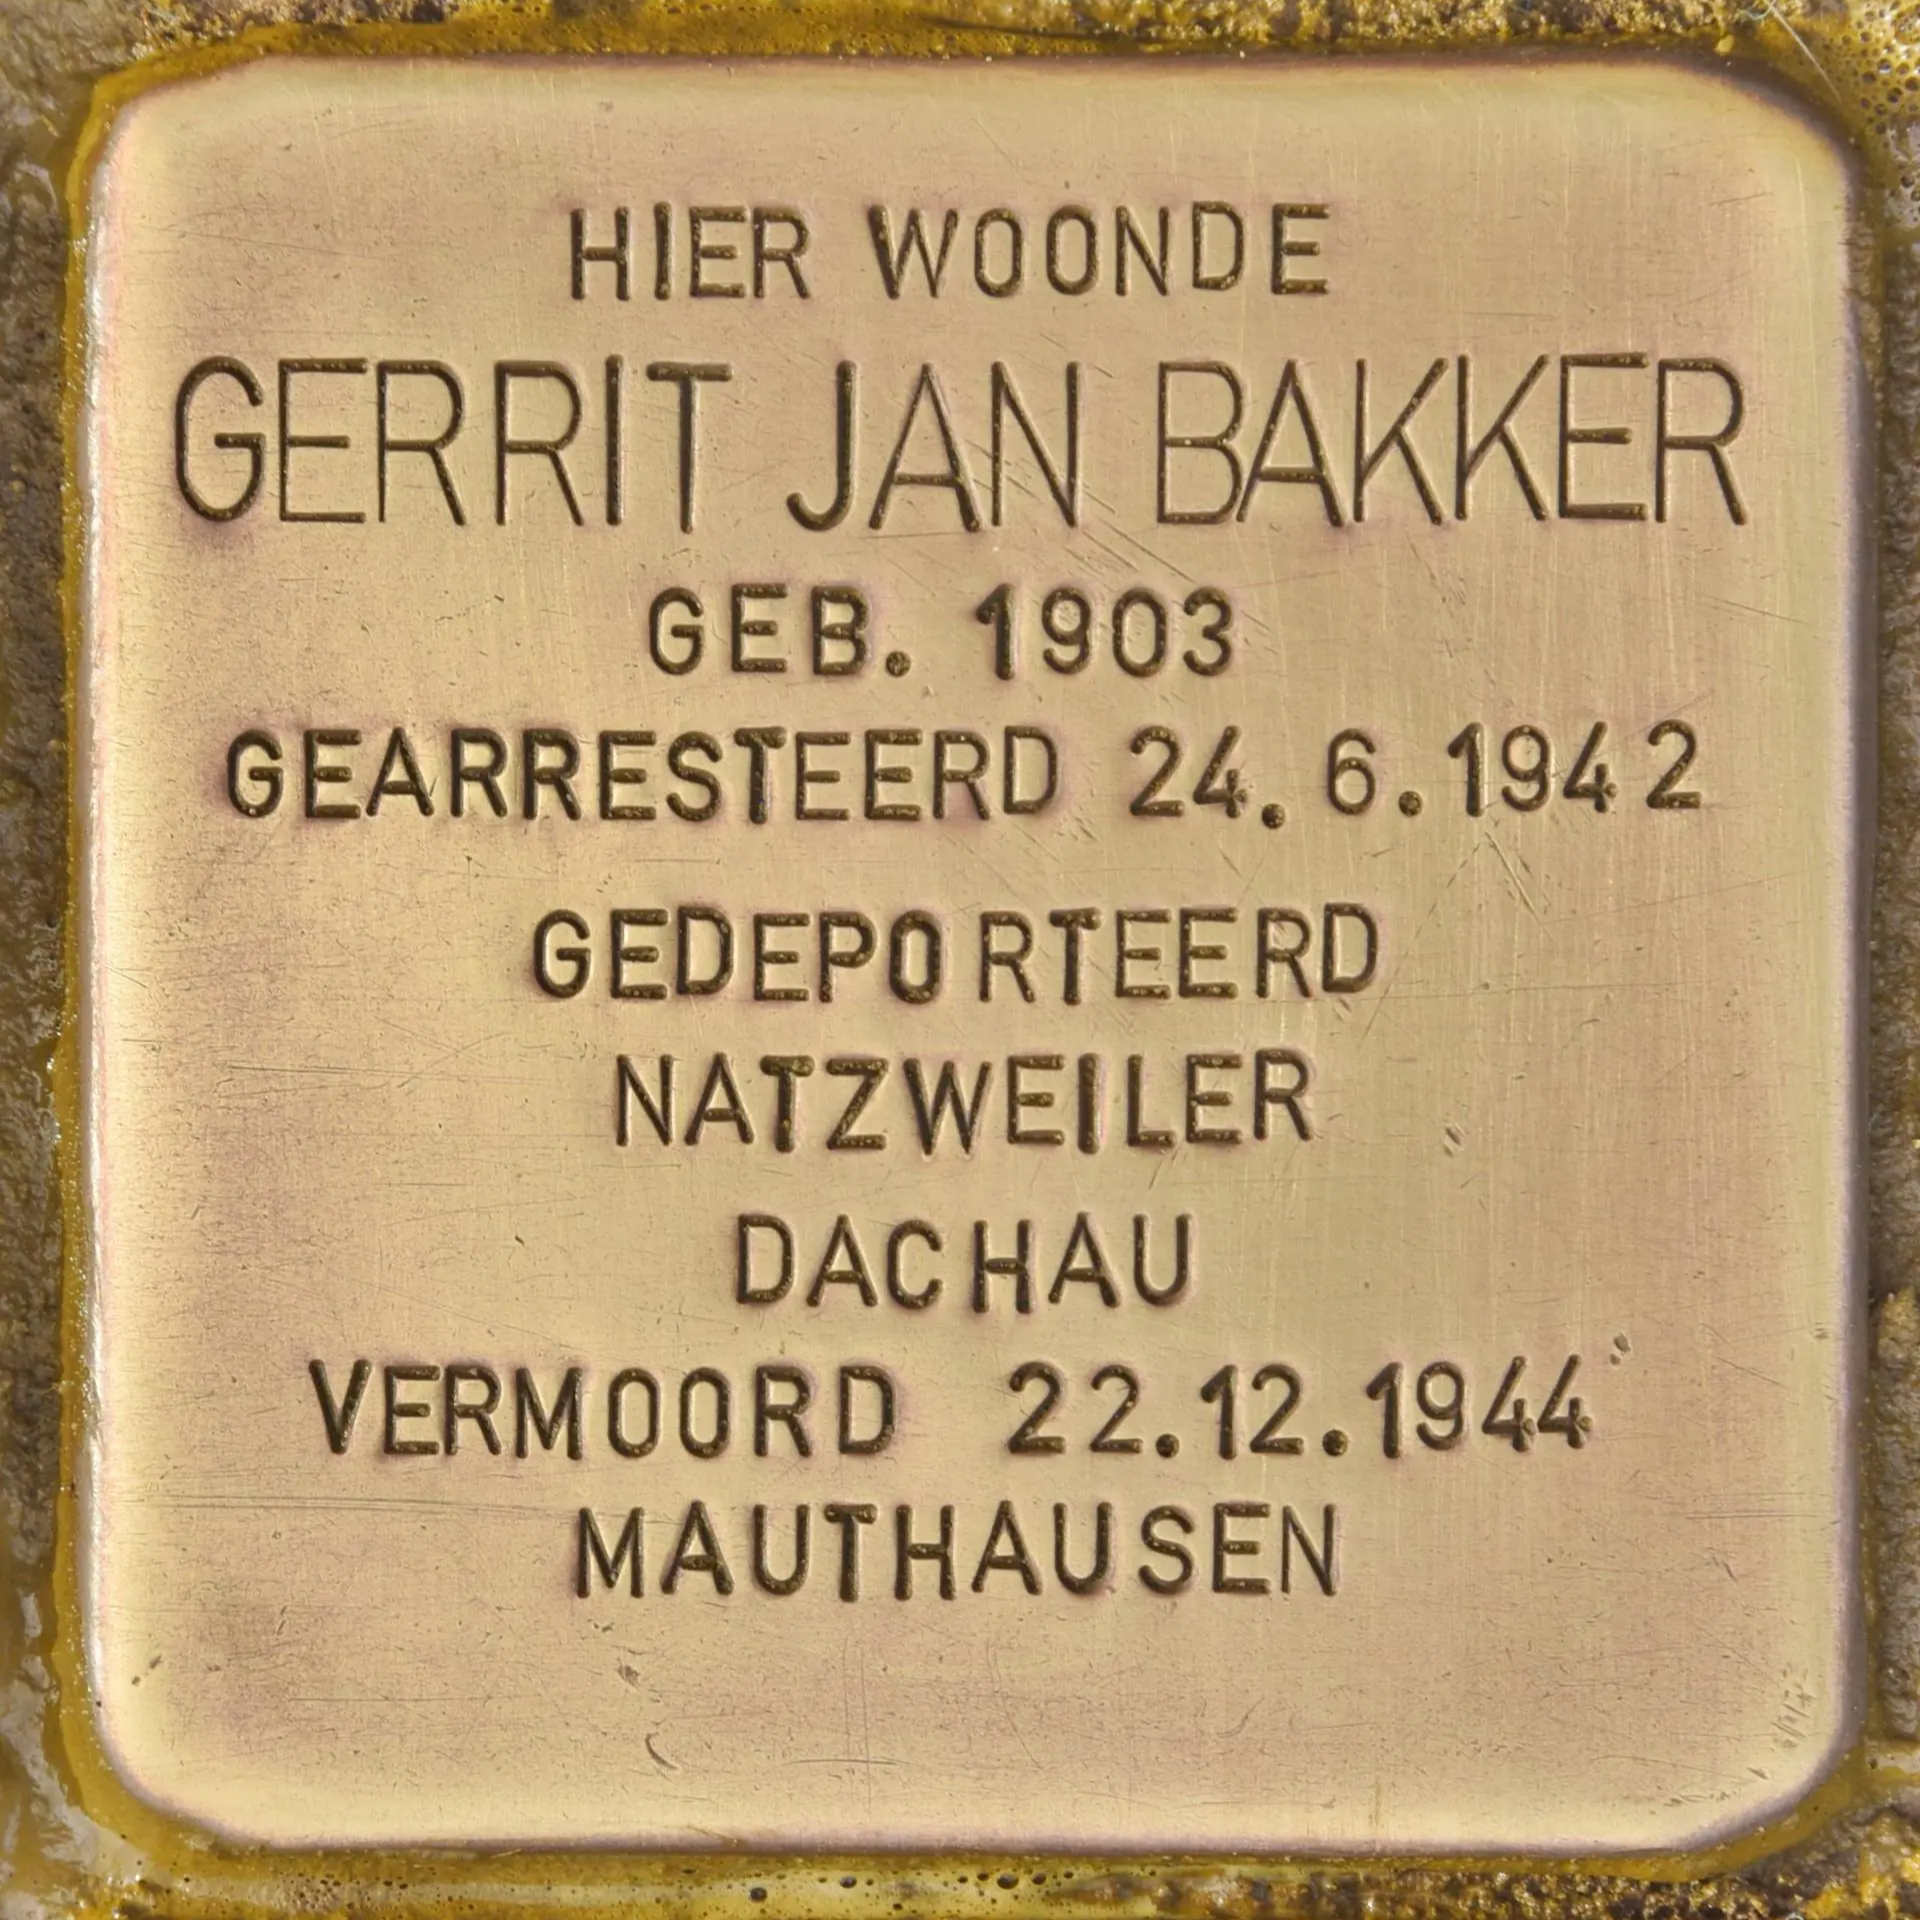 HIER WOONDE
GERRIT JAN BAKKER
GEB. 1903
GEARRESTEERD 24.6.1942
GEDEPORTEERD
NATZWEILER
DACHAU
VERMOORD 22.12.1944
MAUTHAUSEN